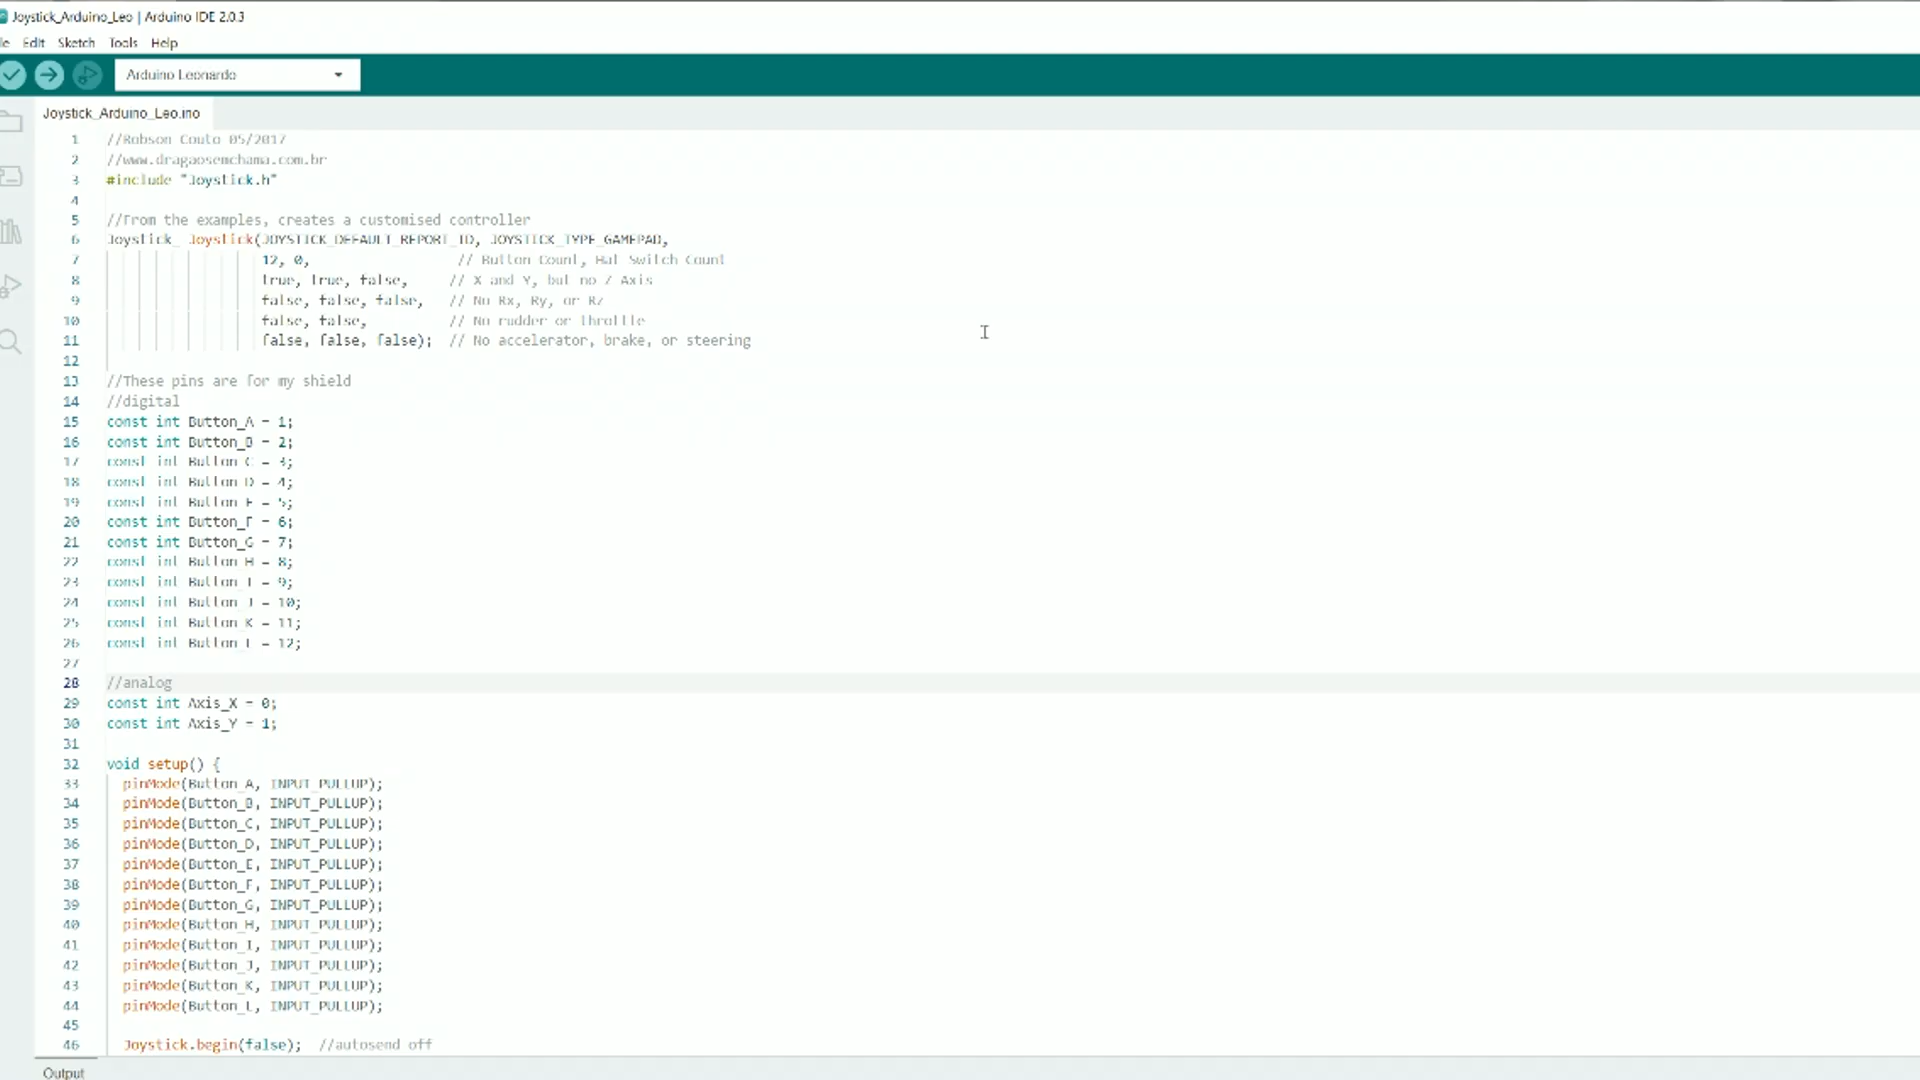 Joystick_Arduino_Leo | Arduino IDE 2.0.3
le Edit Sketch Tools Help
Arduino Leonardo
Joystick_Arduino_Leo.ino
1 //Robson Couto 05/2017
2 //www.dragaosemchama.com.br
3 #include "Joystick.h"
4
5 //From the examples, creates a customised controller
6 Joystick_ Joystick(JOYSTICK_DEFAULT_REPORT_ID, JOYSTICK_TYPE_GAMEPAD,
7 12, 0, // Button Count, Hat Switch Count
8 true, true, false, // X and Y, but no Z Axis
9 false, false, false, // No Rx, Ry, or Rz
10 false, false, // No rudder or throttle
11 false, false, false); // No accelerator, brake, or steering
12
13 //These pins are for my shield
14 //digital
15 const int Button_A = 1;
16 const int Button_B = 2;
17 const int Button_C = 3;
18 const int Button_D = 4;
19 const int Button_E = 5;
20 const int Button_F = 6;
21 const int Button_G = 7;
22 const int Button_H = 8;
23 const int Button_I = 9;
24 const int Button_J = 10;
25 const int Button_K = 11;
26 const int Button_L = 12;
27
28 //analog
29 const int Axis_X = 0;
30 const int Axis_Y = 1;
31
32 void setup() {
33 pinMode(Button_A, INPUT_PULLUP);
34 pinMode(Button_B, INPUT_PULLUP);
35 pinMode(Button_C, INPUT_PULLUP);
36 pinMode(Button_D, INPUT_PULLUP);
37 pinMode(Button_E, INPUT_PULLUP);
38 pinMode(Button_F, INPUT_PULLUP);
39 pinMode(Button_G, INPUT_PULLUP);
40 pinMode(Button_H, INPUT_PULLUP);
41 pinMode(Button_I, INPUT_PULLUP);
42 pinMode(Button_J, INPUT_PULLUP);
43 pinMode(Button_K, INPUT_PULLUP);
44 pinMode(Button_L, INPUT_PULLUP);
45
46 Joystick.begin(false); //autosend off
Output